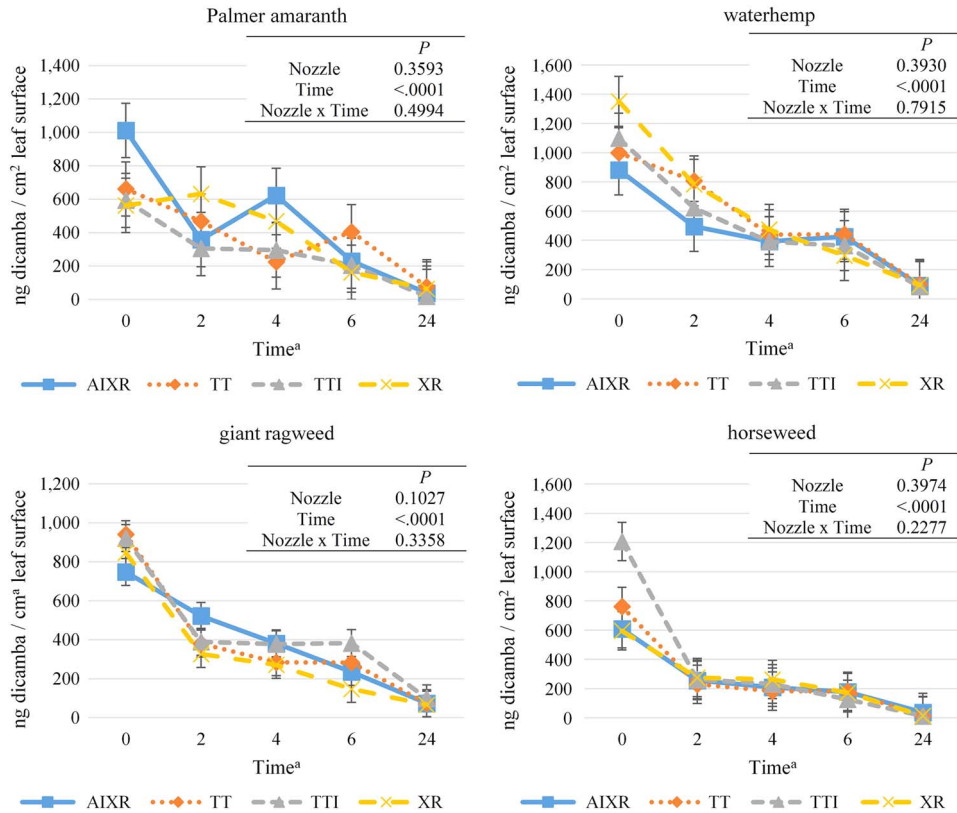 Palmer amaranth
P
Nozzle 0.3593
Time <.0001
Nozzle x Time 0.4994
ng dicamba / cm² leaf surface
1,400
1,200
1,000
800
600
400
200
0
0 2 4 6 24
Timeᵃ
AIXR TT TTI XR
waterhemp
P
Nozzle 0.3930
Time <.0001
Nozzle x Time 0.7915
ng dicamba / cm² leaf surface
1,600
1,400
1,200
1,000
800
600
400
200
0
0 2 4 6 24
Timeᵃ
AIXR TT TTI XR
giant ragweed
P
Nozzle 0.1027
Time <.0001
Nozzle x Time 0.3358
ng dicamba / cmᵃ leaf surface
1,200
1,000
800
600
400
200
0
0 2 4 6 24
Timeᵃ
AIXR TT TTI XR
horseweed
P
Nozzle 0.3974
Time <.0001
Nozzle x Time 0.2277
ng dicamba / cm² leaf surface
1,600
1,400
1,200
1,000
800
600
400
200
0
0 2 4 6 24
Timeᵃ
AIXR TT TTI XR